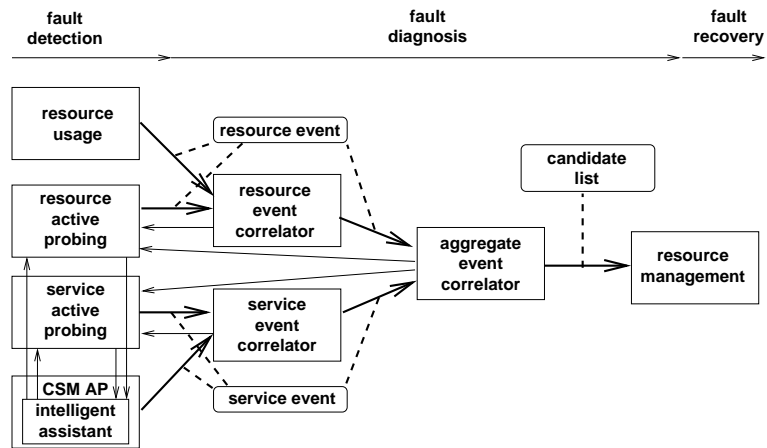 fault
detection
fault
diagnosis
fault
recovery
resource
usage
resource event
candidate
list
resource
active
probing
resource
event
correlator
aggregate
event
correlator
resource
management
service
active
probing
service
event
correlator
CSM AP
intelligent
assistant
service event